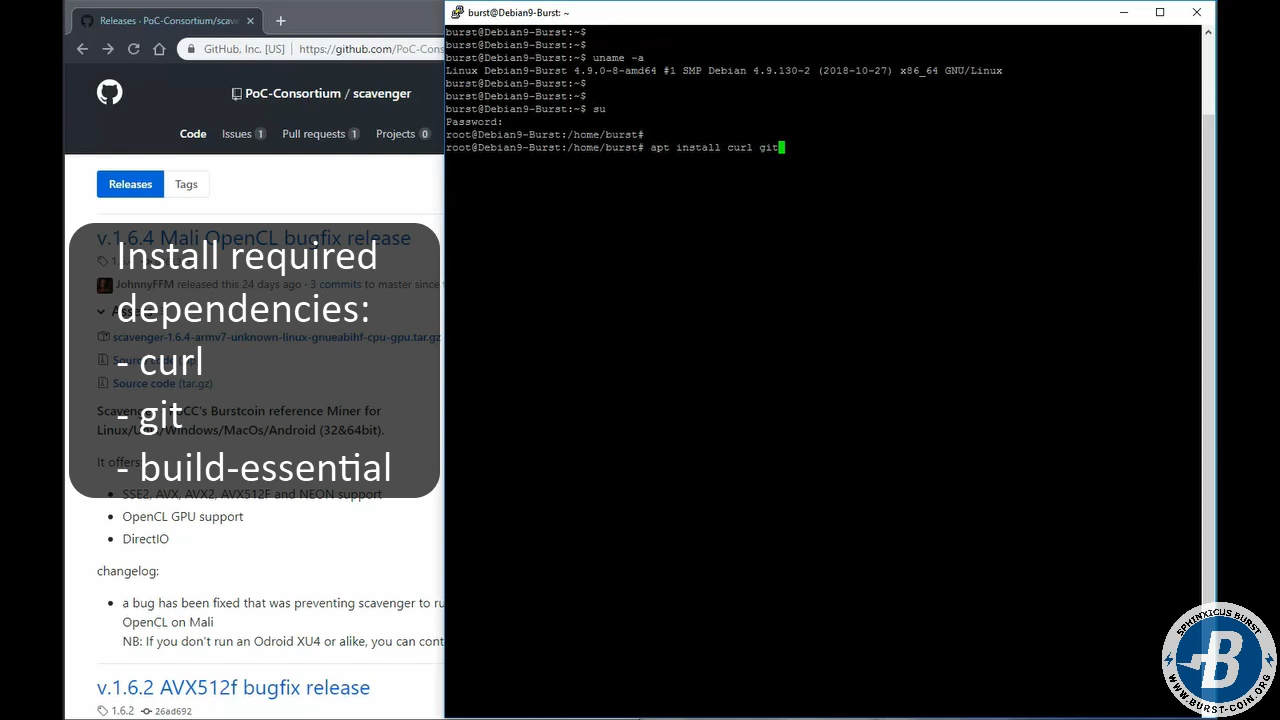 Releases · PoC-Consortium/scave
GitHub, Inc. [US]
https://github.com/PoC-Cons
PoC-Consortium / scavenger
Code
Issues 1
Pull requests 1
Projects 0
Releases
Tags
v.1.6.4 Mali OpenCL bugfix release
JohnnyFFM released this 24 days ago · 3 commits to master since
scavenger-1.6.4-armv7-unknown-linux-gnueabihf-cpu-gpu.tar.gz
Source code (tar.gz)
Linux/Unix/Windows/MacOs/Android (32&64bit).
It offers
SSE2, AVX, AVX2, AVX512F and NEON support
OpenCL GPU support
DirectIO
changelog:
a bug has been fixed that was preventing scavenger to ru
OpenCL on Mali
NB: If you don't run an Odroid XU4 or alike, you can cont
v.1.6.2 AVX512f bugfix release
1.6.2
26ad692
Install required
dependencies:
- curl
- git
- build-essential
burst@Debian9-Burst: ~
burst@Debian9-Burst:~$
burst@Debian9-Burst:~$
burst@Debian9-Burst:~$ uname -a
Linux Debian9-Burst 4.9.0-8-amd64 #1 SMP Debian 4.9.130-2 (2018-10-27) x86_64 GNU/Linux
burst@Debian9-Burst:~$
burst@Debian9-Burst:~$
burst@Debian9-Burst:~$ su
Password:
root@Debian9-Burst:/home/burst#
root@Debian9-Burst:/home/burst# apt install curl git
SPHINXICUS BURST
B
WWW.BURST-COIN.ORG